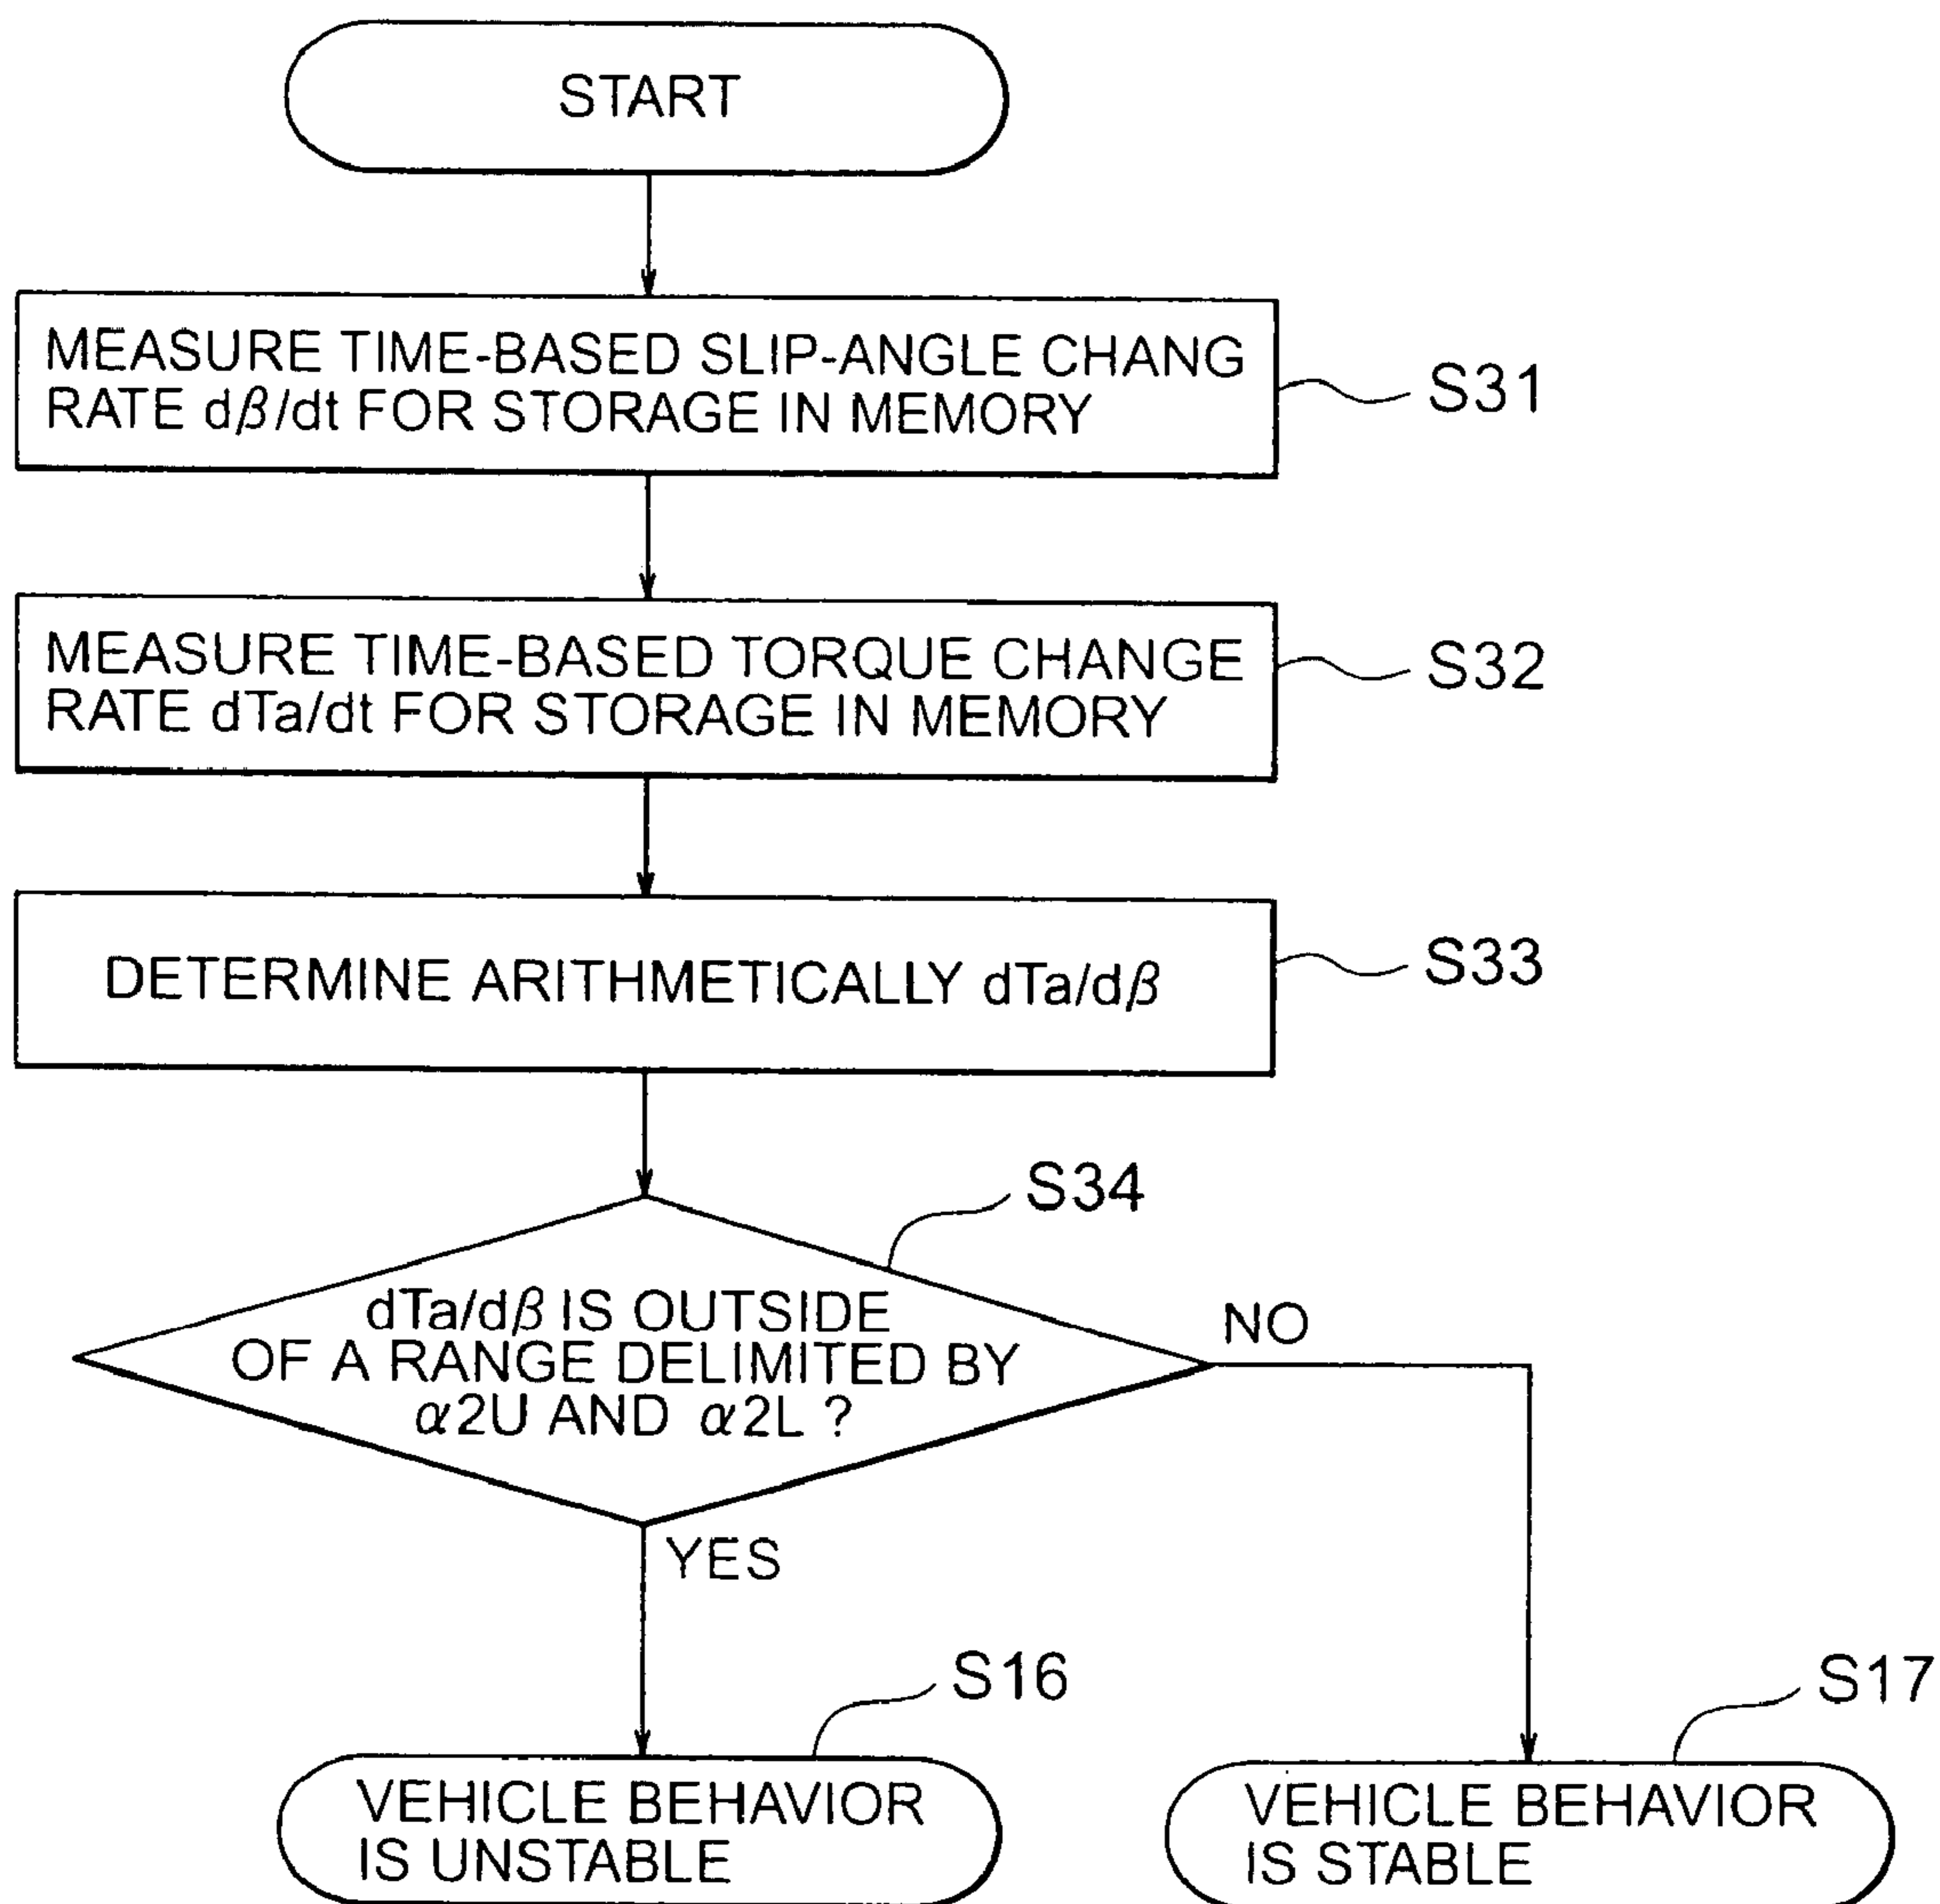 START
MEASURE TIME-BASED SLIP-ANGLE CHANG
RATE dβ/dt FOR STORAGE IN MEMORY
S31
MEASURE TIME-BASED TORQUE CHANGE
RATE dTa/dt FOR STORAGE IN MEMORY
S32
DETERMINE ARITHMETICALLY dTa/dβ
S33
S34
dTa/dβ IS OUTSIDE
OF A RANGE DELIMITED BY
α2U AND α2L ?
NO
YES
S16
VEHICLE BEHAVIOR
IS UNSTABLE
S17
VEHICLE BEHAVIOR
IS STABLE